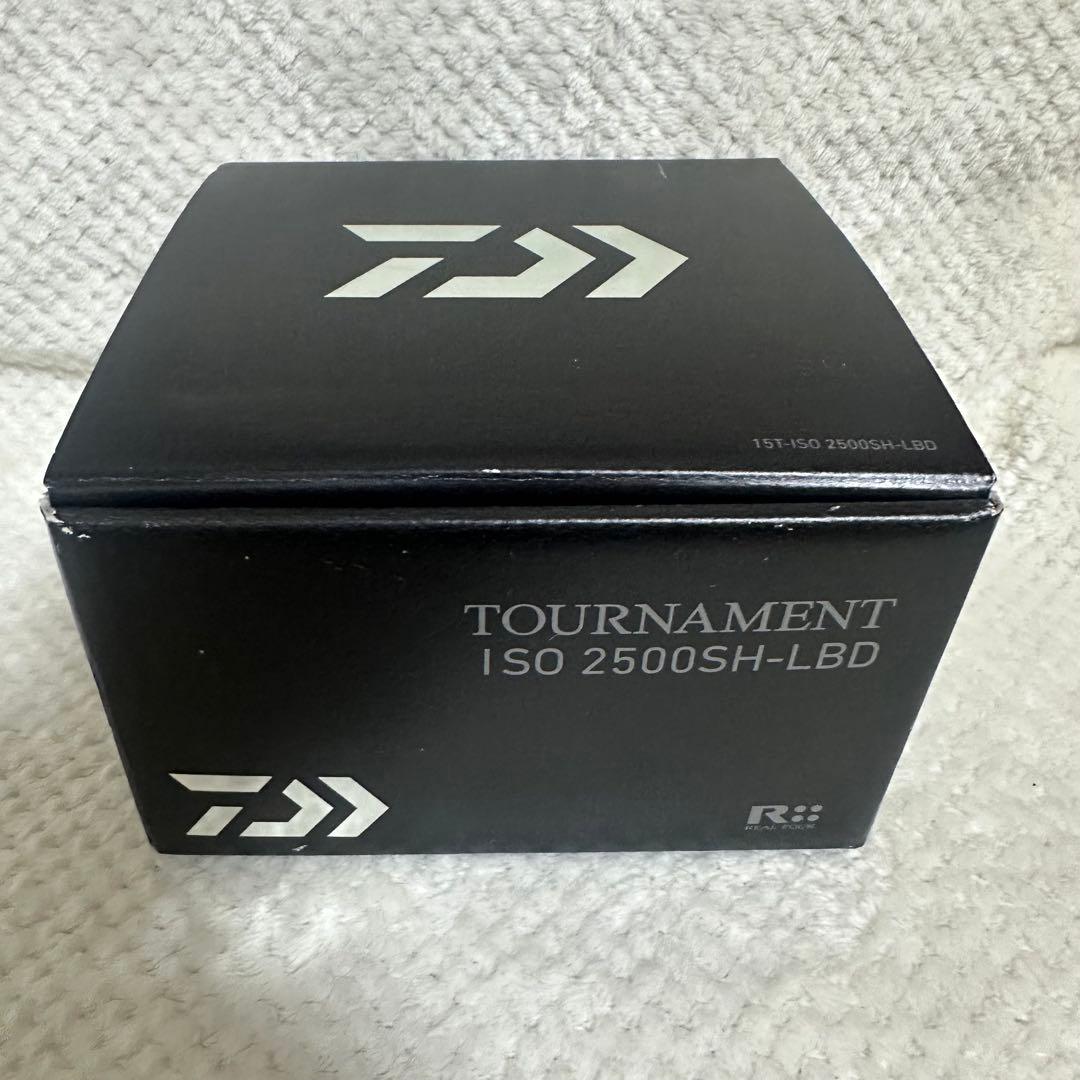 15T-ISO 2500SH-LBD
TOURNAMENT
ISO 2500SH-LBD
R
REAL FOUR